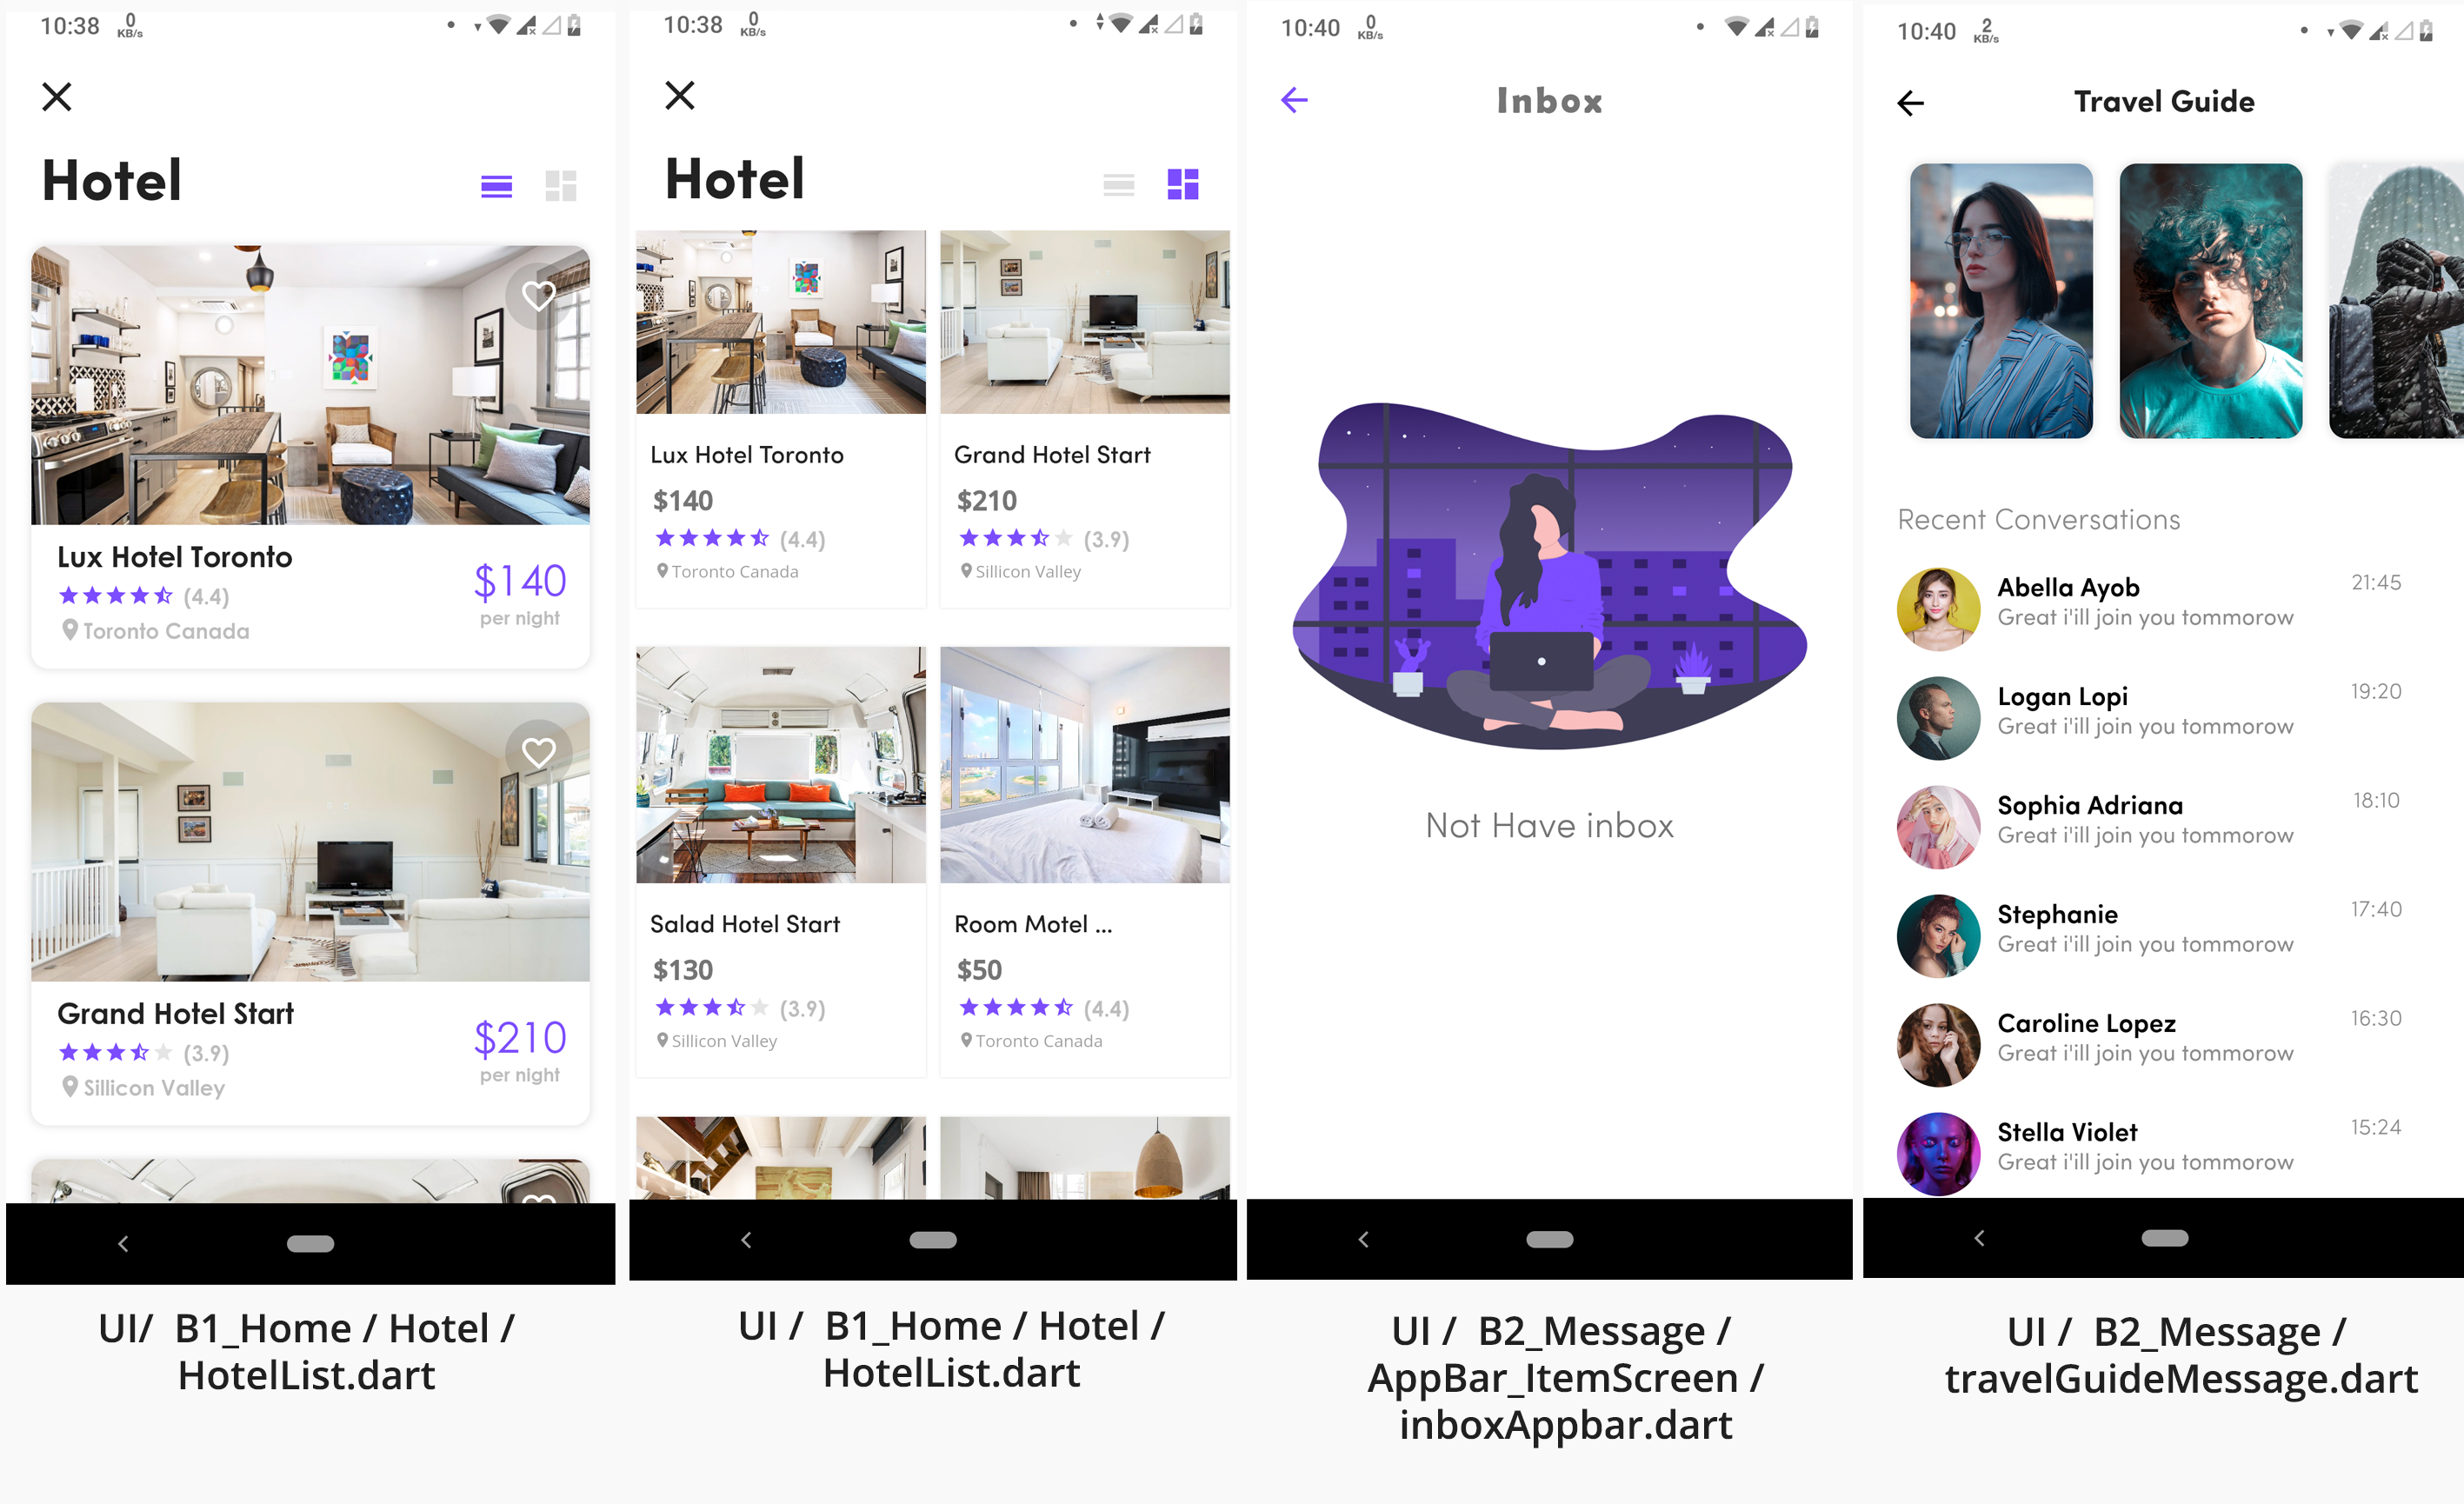 10:38 0 KB/s
Hotel
Lux Hotel Toronto
(4.4)
Toronto Canada
$140
per night
Grand Hotel Start
(3.9)
Sillicon Valley
$210
per night
UI/ B1_Home / Hotel /
HotelList.dart
10:38 0 KB/s
Hotel
Lux Hotel Toronto
$140
(4.4)
Toronto Canada
Grand Hotel Start
$210
(3.9)
Sillicon Valley
Salad Hotel Start
$130
(3.9)
Sillicon Valley
Room Motel ...
$50
(4.4)
Toronto Canada
UI / B1_Home / Hotel /
HotelList.dart
10:40 0 KB/s
Inbox
Not Have inbox
UI / B2_Message /
AppBar_ItemScreen /
inboxAppbar.dart
10:40 2 KB/s
Travel Guide
Recent Conversations
Abella Ayob 21:45
Great i'ill join you tommorow
Logan Lopi 19:20
Great i'ill join you tommorow
Sophia Adriana 18:10
Great i'ill join you tommorow
Stephanie 17:40
Great i'ill join you tommorow
Caroline Lopez 16:30
Great i'ill join you tommorow
Stella Violet 15:24
Great i'ill join you tommorow
UI / B2_Message /
travelGuideMessage.dart